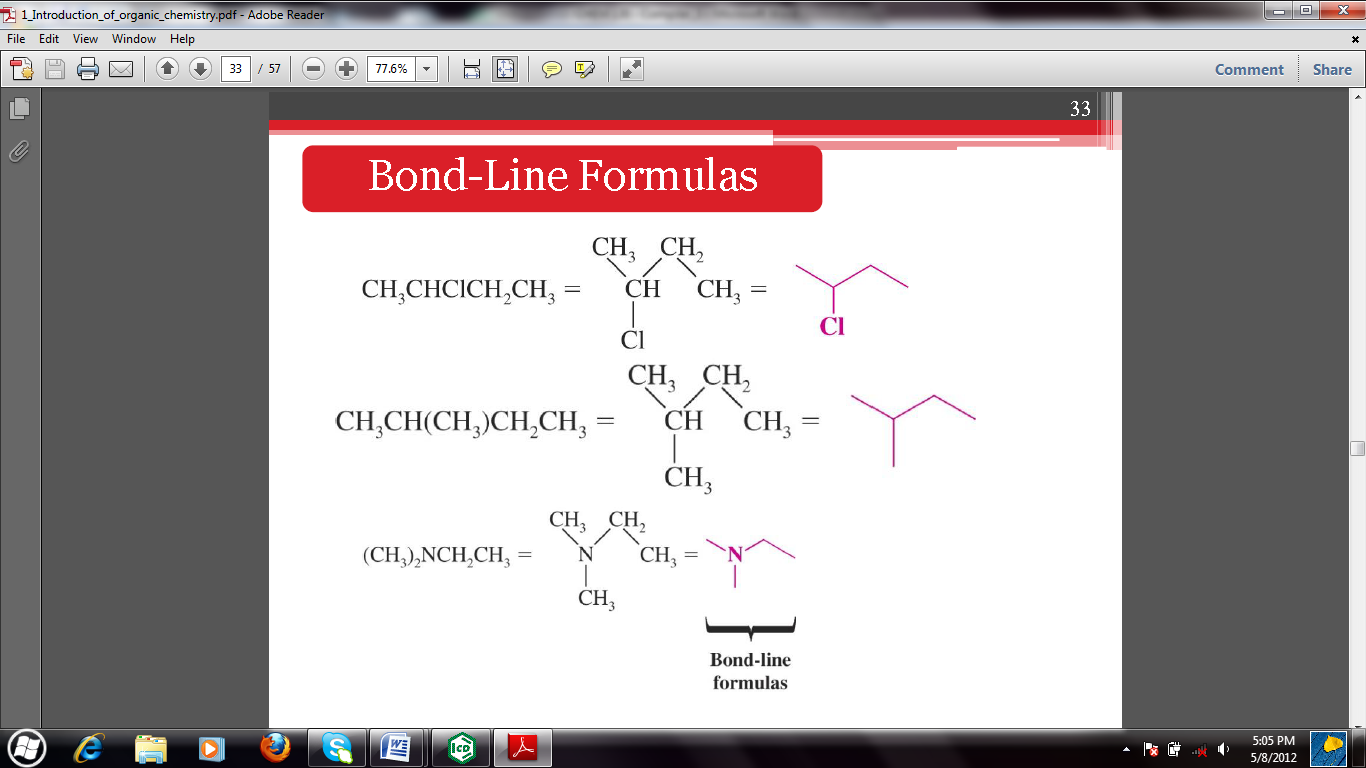 1_Introduction_of_organic_chemistry.pdf - Adobe Reader
File Edit View Window Help
33 / 57 77.6% Comment Share
33
Bond-Line Formulas
CH₃ CH₂
CH₃CHClCH₂CH₃ = CH CH₃ =
Cl Cl
CH₃ CH₂
CH₃CH(CH₃)CH₂CH₃ = CH CH₃ =
CH₃
CH₃ CH₂
(CH₃)₂NCH₂CH₃ = N CH₃ = N
CH₃
Bond-line
formulas
5:05 PM
5/8/2012